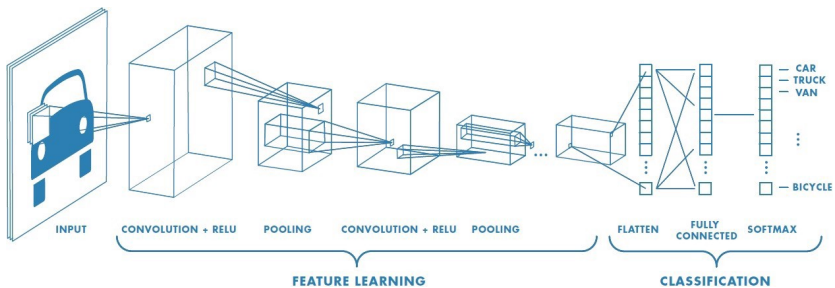 CAR
TRUCK
VAN
BICYCLE
INPUT
CONVOLUTION + RELU
POOLING
CONVOLUTION + RELU
POOLING
FLATTEN
FULLY
CONNECTED
SOFTMAX
FEATURE LEARNING
CLASSIFICATION